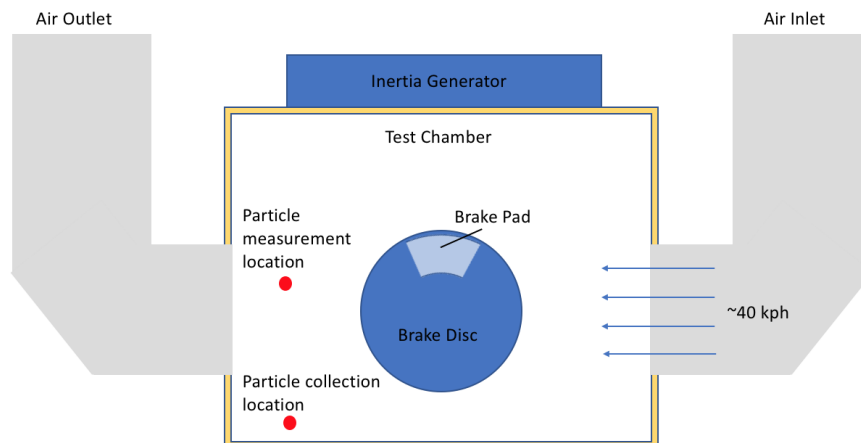 Air Outlet
Air Inlet
Inertia Generator
Test Chamber
Brake Pad
Particle
measurement
location
~40 kph
Brake Disc
Particle collection
location